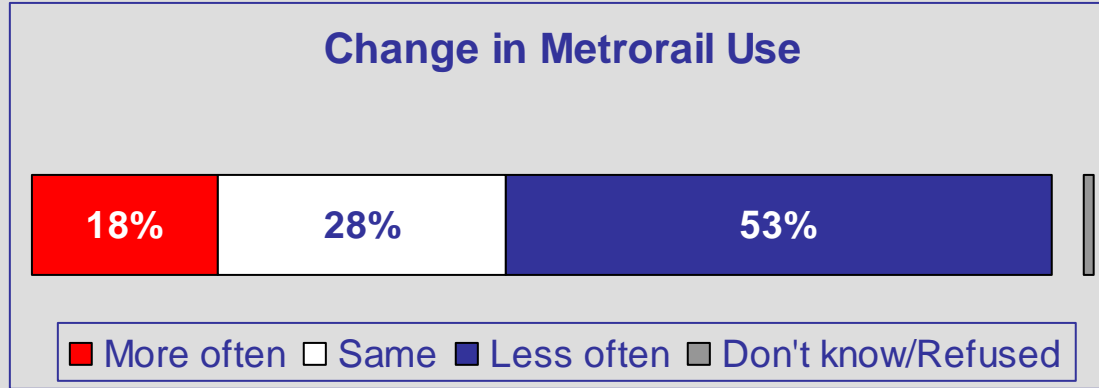 Change in Metrorail Use
18% 28% 53%
More often Same Less often Don't know/Refused